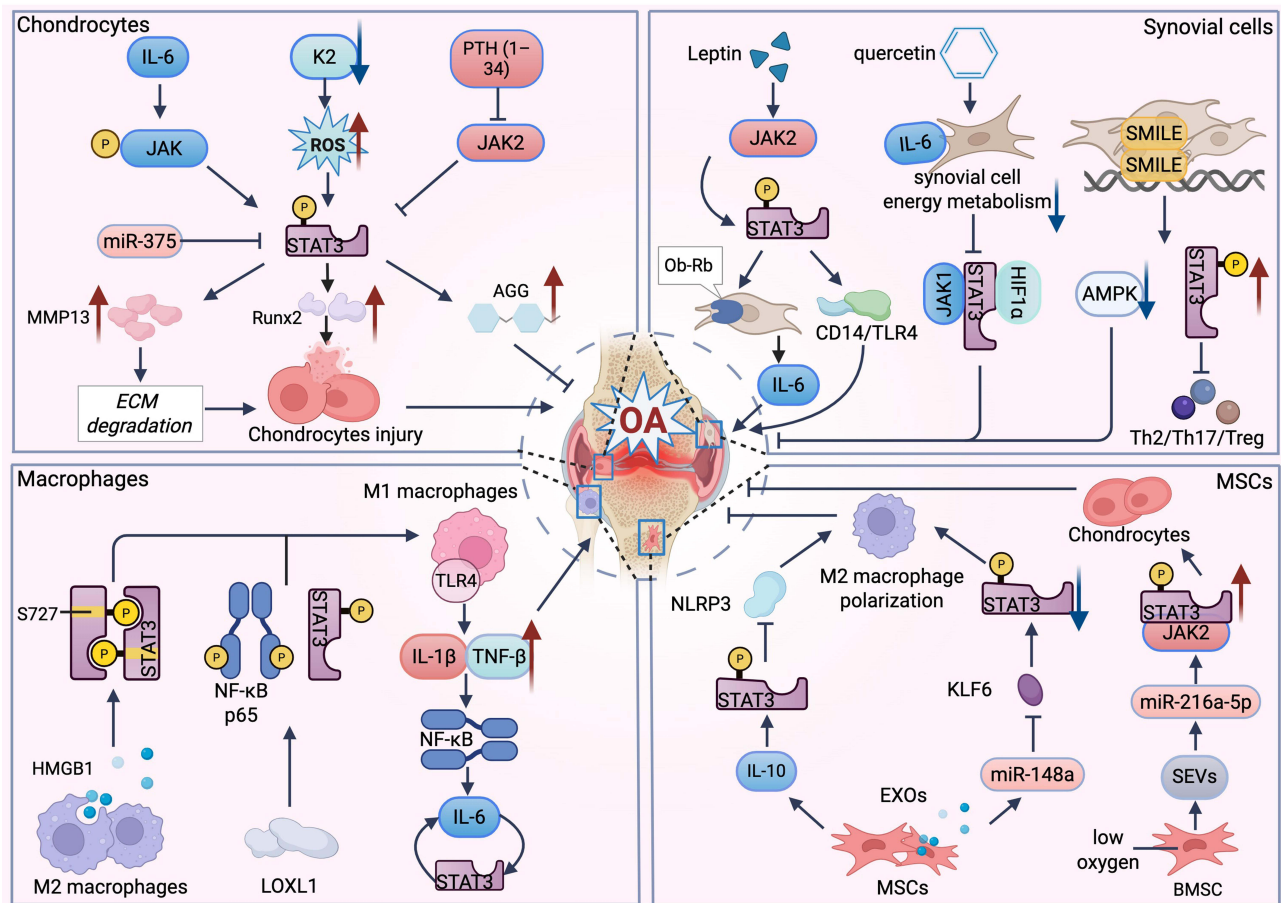 Chondrocytes
IL-6
K2
PTH (1–
34)
P
JAK
ROS
JAK2
P
miR-375
STAT3
MMP13
Runx2
AGG
ECM
degradation
Chondrocytes injury
Synovial cells
Leptin
quercetin
JAK2
IL-6
SMILE
SMILE
synovial cell
energy metabolism
P
STAT3
Ob-Rb
CD14/TLR4
IL-6
JAK1
STAT3
HIF1α
AMPK
STAT3
P
Th2/Th17/Treg
OA
Macrophages
M1 macrophages
TLR4
S727
P
P
STAT3
P
P
NF-κB
p65
STAT3
P
IL-1β
TNF-β
NF-κB
IL-6
STAT3
HMGB1
M2 macrophages
LOXL1
MSCs
Chondrocytes
M2 macrophage
polarization
NLRP3
P
STAT3
P
STAT3
P
STAT3
JAK2
KLF6
miR-216a-5p
IL-10
miR-148a
SEVs
EXOs
MSCs
low
oxygen
BMSC